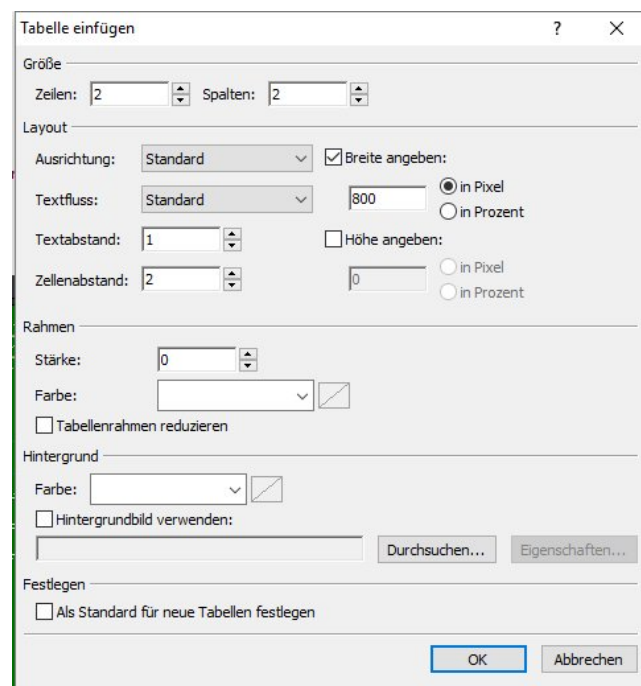 Tabelle einfügen ? ×
Größe
Zeilen: 2 Spalten: 2
Layout
Ausrichtung: Standard Breite angeben:
800 in Pixel
Textfluss: Standard in Prozent
Textabstand: 1 Höhe angeben:
Zellenabstand: 2 0 in Pixel
in Prozent
Rahmen
Stärke: 0
Farbe:
Tabellenrahmen reduzieren
Hintergrund
Farbe:
Hintergrundbild verwenden:
Durchsuchen... Eigenschaften...
Festlegen
Als Standard für neue Tabellen festlegen
OK Abbrechen